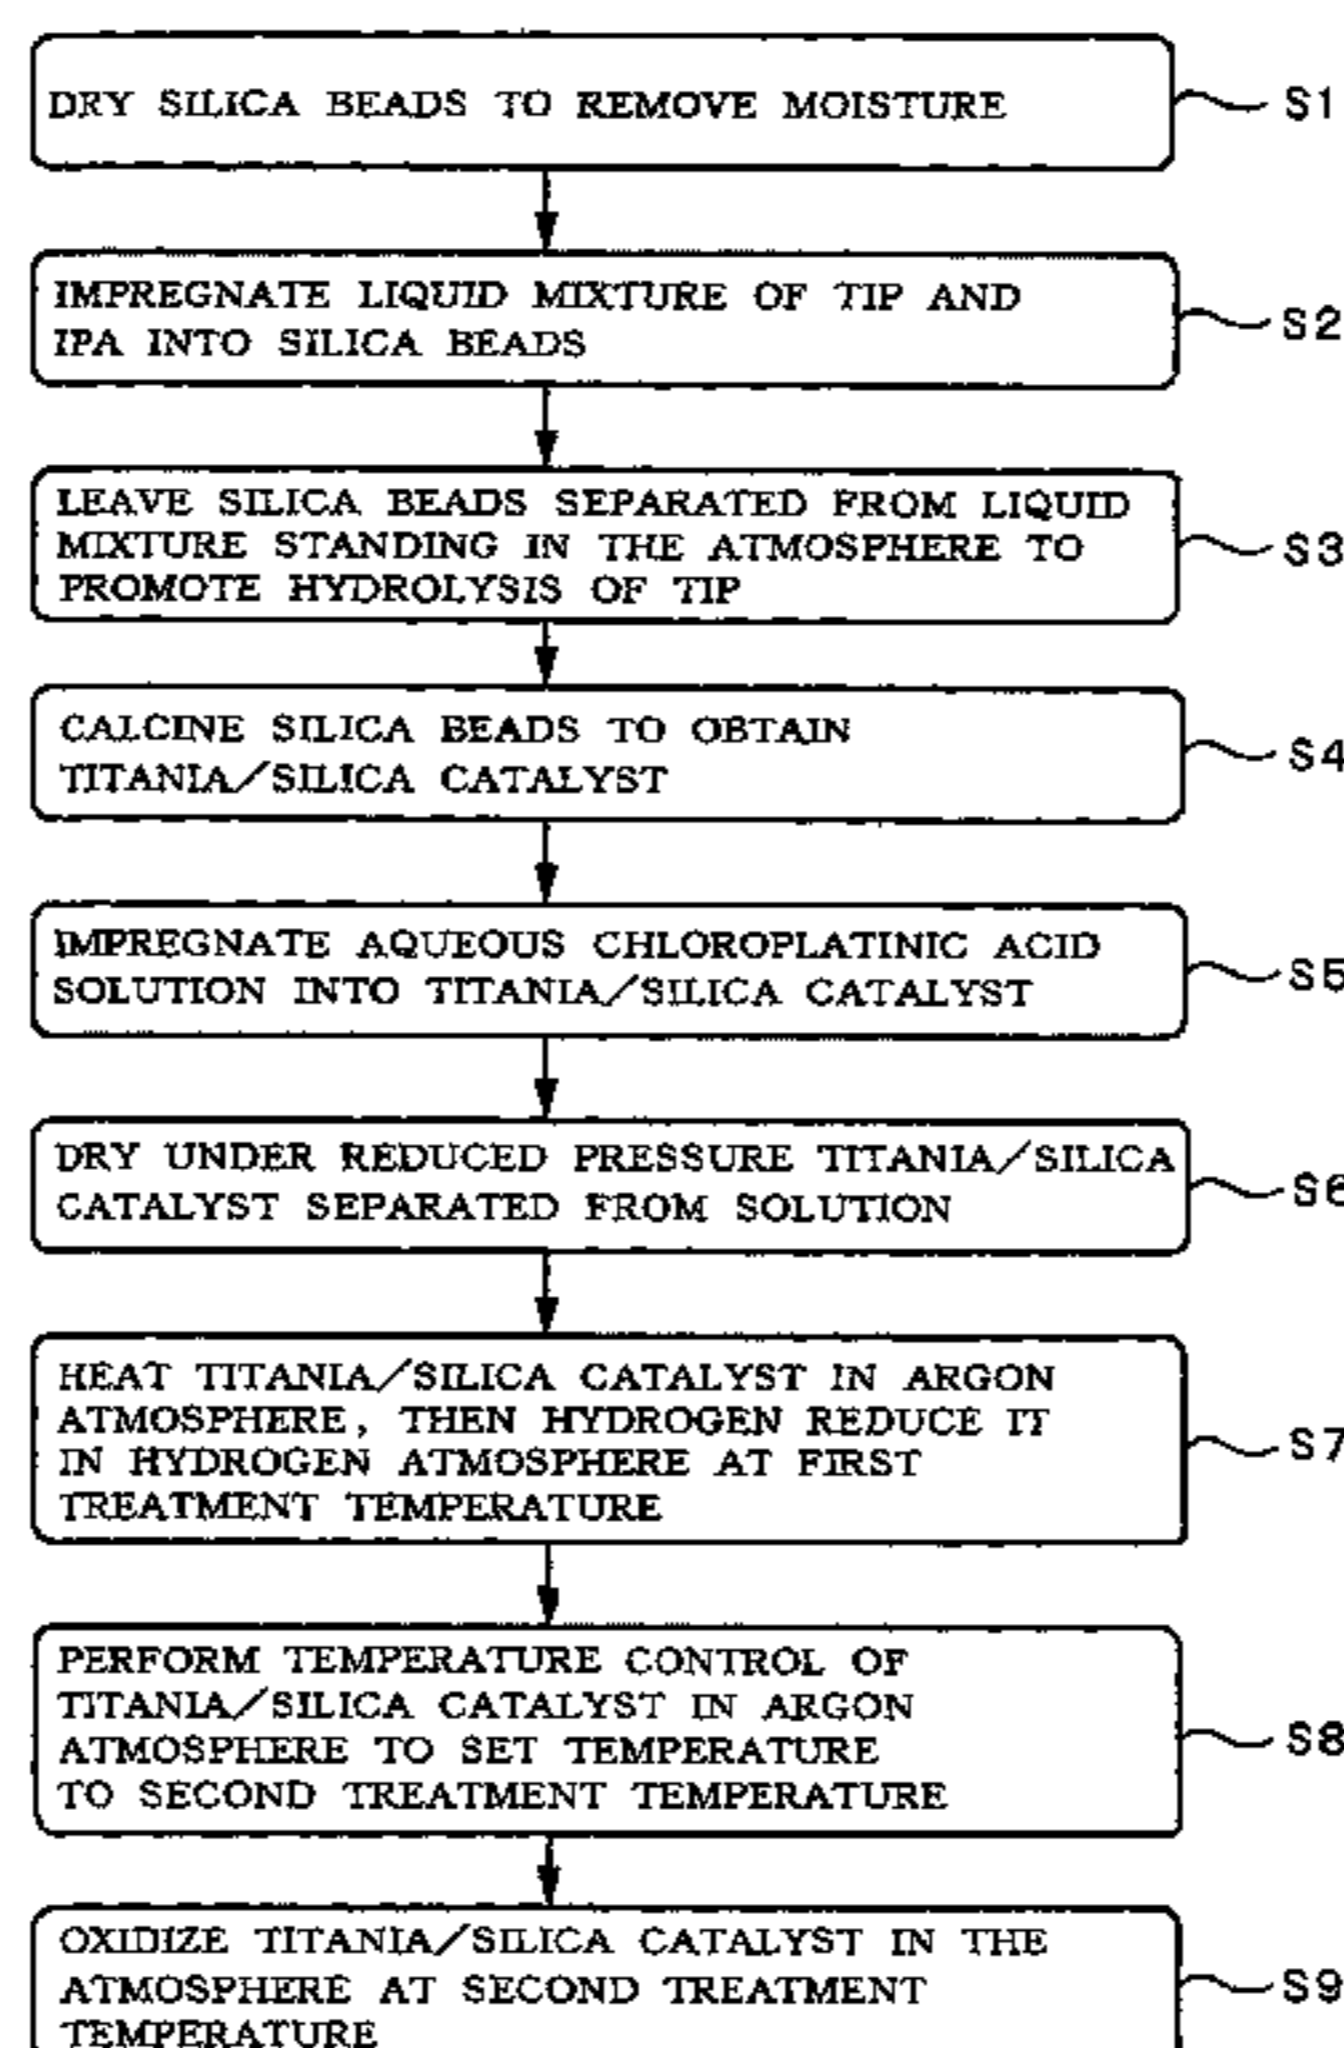 DRY SILICA BEADS TO REMOVE MOISTURE
S1
IMPREGNATE LIQUID MIXTURE OF TIP AND
IPA INTO SILICA BEADS
S2
LEAVE SILICA BEADS SEPARATED FROM LIQUID
MIXTURE STANDING IN THE ATMOSPHERE TO
PROMOTE HYDROLYSIS OF TIP
S3
CALCINE SILICA BEADS TO OBTAIN
TITANIA/SILICA CATALYST
S4
IMPREGNATE AQUEOUS CHLOROPLATINIC ACID
SOLUTION INTO TITANIA/SILICA CATALYST
S5
DRY UNDER REDUCED PRESSURE TITANIA/SILICA
CATALYST SEPARATED FROM SOLUTION
S6
HEAT TITANIA/SILICA CATALYST IN ARGON
ATMOSPHERE, THEN HYDROGEN REDUCE IT
IN HYDROGEN ATMOSPHERE AT FIRST
TREATMENT TEMPERATURE
S7
PERFORM TEMPERATURE CONTROL OF
TITANIA/SILICA CATALYST IN ARGON
ATMOSPHERE TO SET TEMPERATURE
TO SECOND TREATMENT TEMPERATURE
S8
OXIDIZE TITANIA/SILICA CATALYST IN THE
ATMOSPHERE AT SECOND TREATMENT
TEMPERATURE
S9